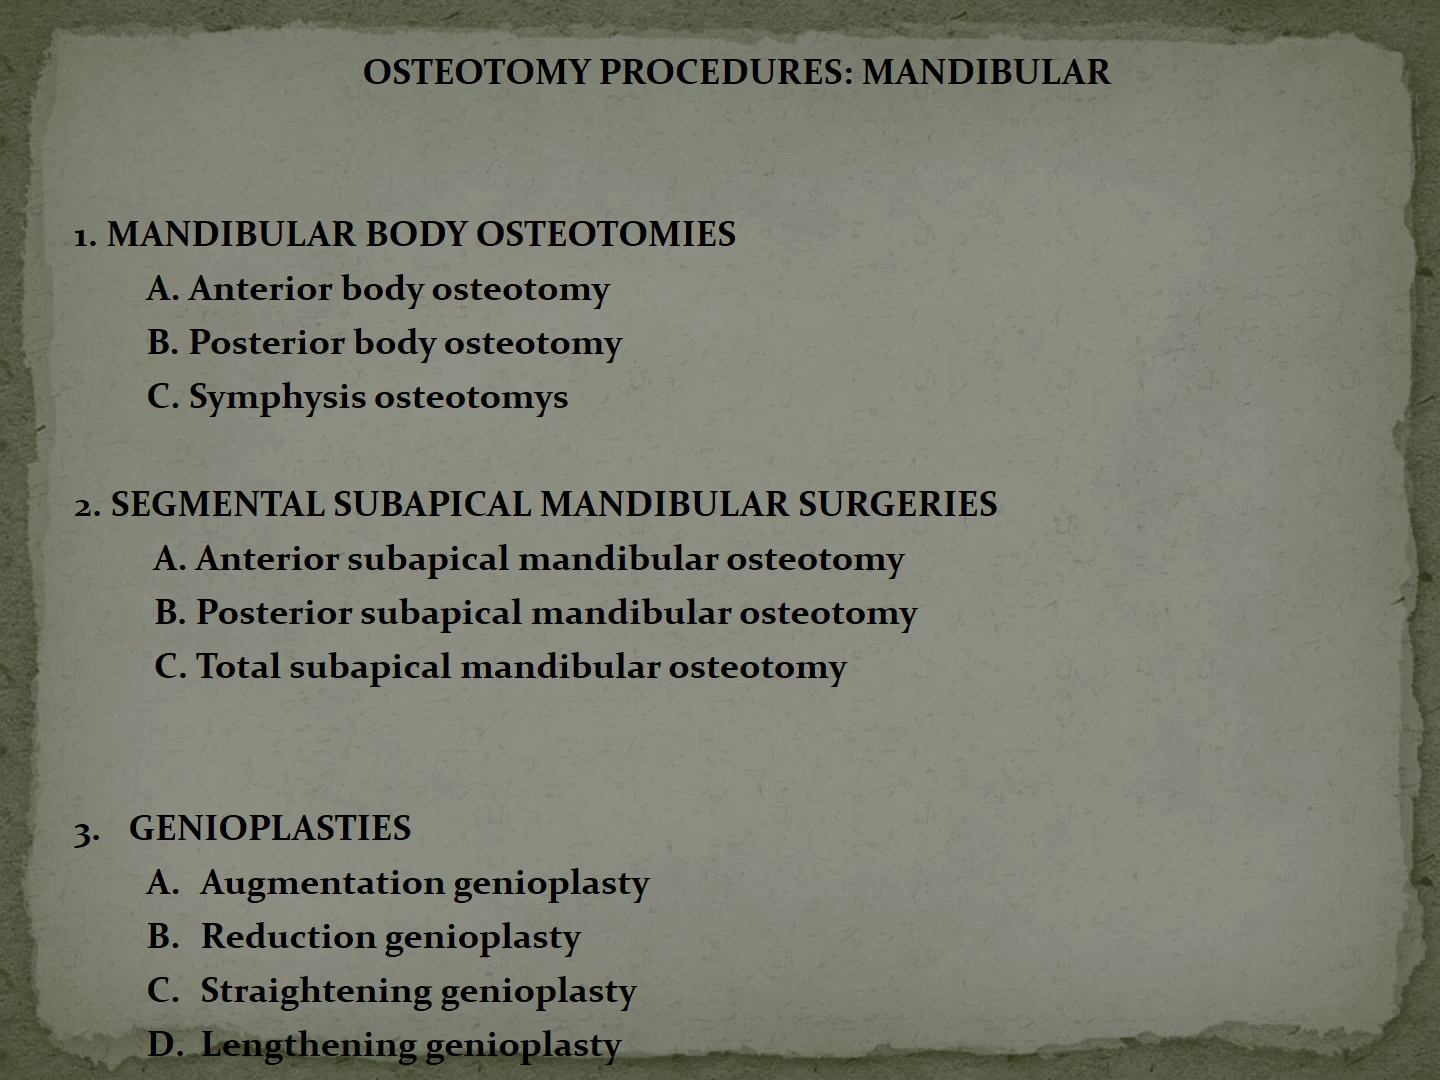 OSTEOTOMY PROCEDURES: MANDIBULAR
1. MANDIBULAR BODY OSTEOTOMIES
A. Anterior body osteotomy
B. Posterior body osteotomy
C. Symphysis osteotomys
2. SEGMENTAL SUBAPICAL MANDIBULAR SURGERIES
A. Anterior subapical mandibular osteotomy
B. Posterior subapical mandibular osteotomy
C. Total subapical mandibular osteotomy
3. GENIOPLASTIES
A. Augmentation genioplasty
B. Reduction genioplasty
C. Straightening genioplasty
D. Lengthening genioplasty